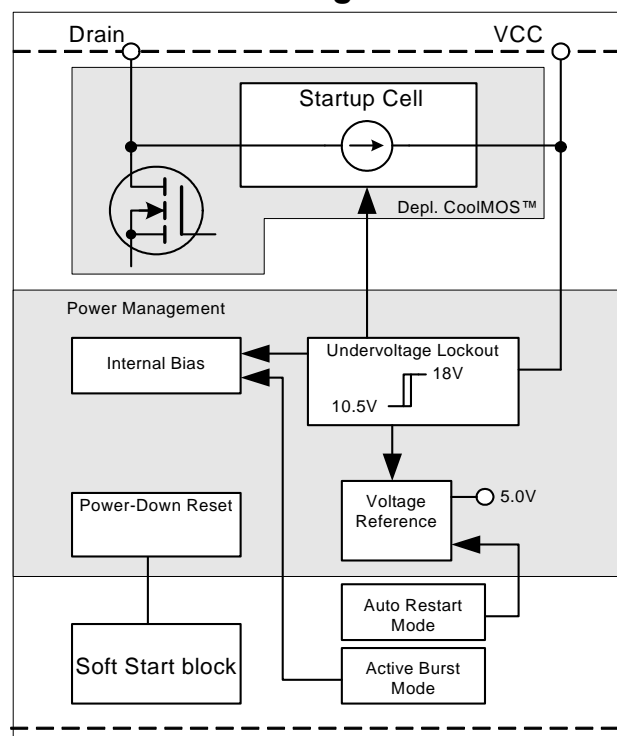 Drain
VCC
Startup Cell
Depl. CoolMOS™
Power Management
Internal Bias
Undervoltage Lockout
18V
10.5V
Power-Down Reset
Voltage
Reference
5.0V
Auto Restart
Mode
Soft Start block
Active Burst
Mode